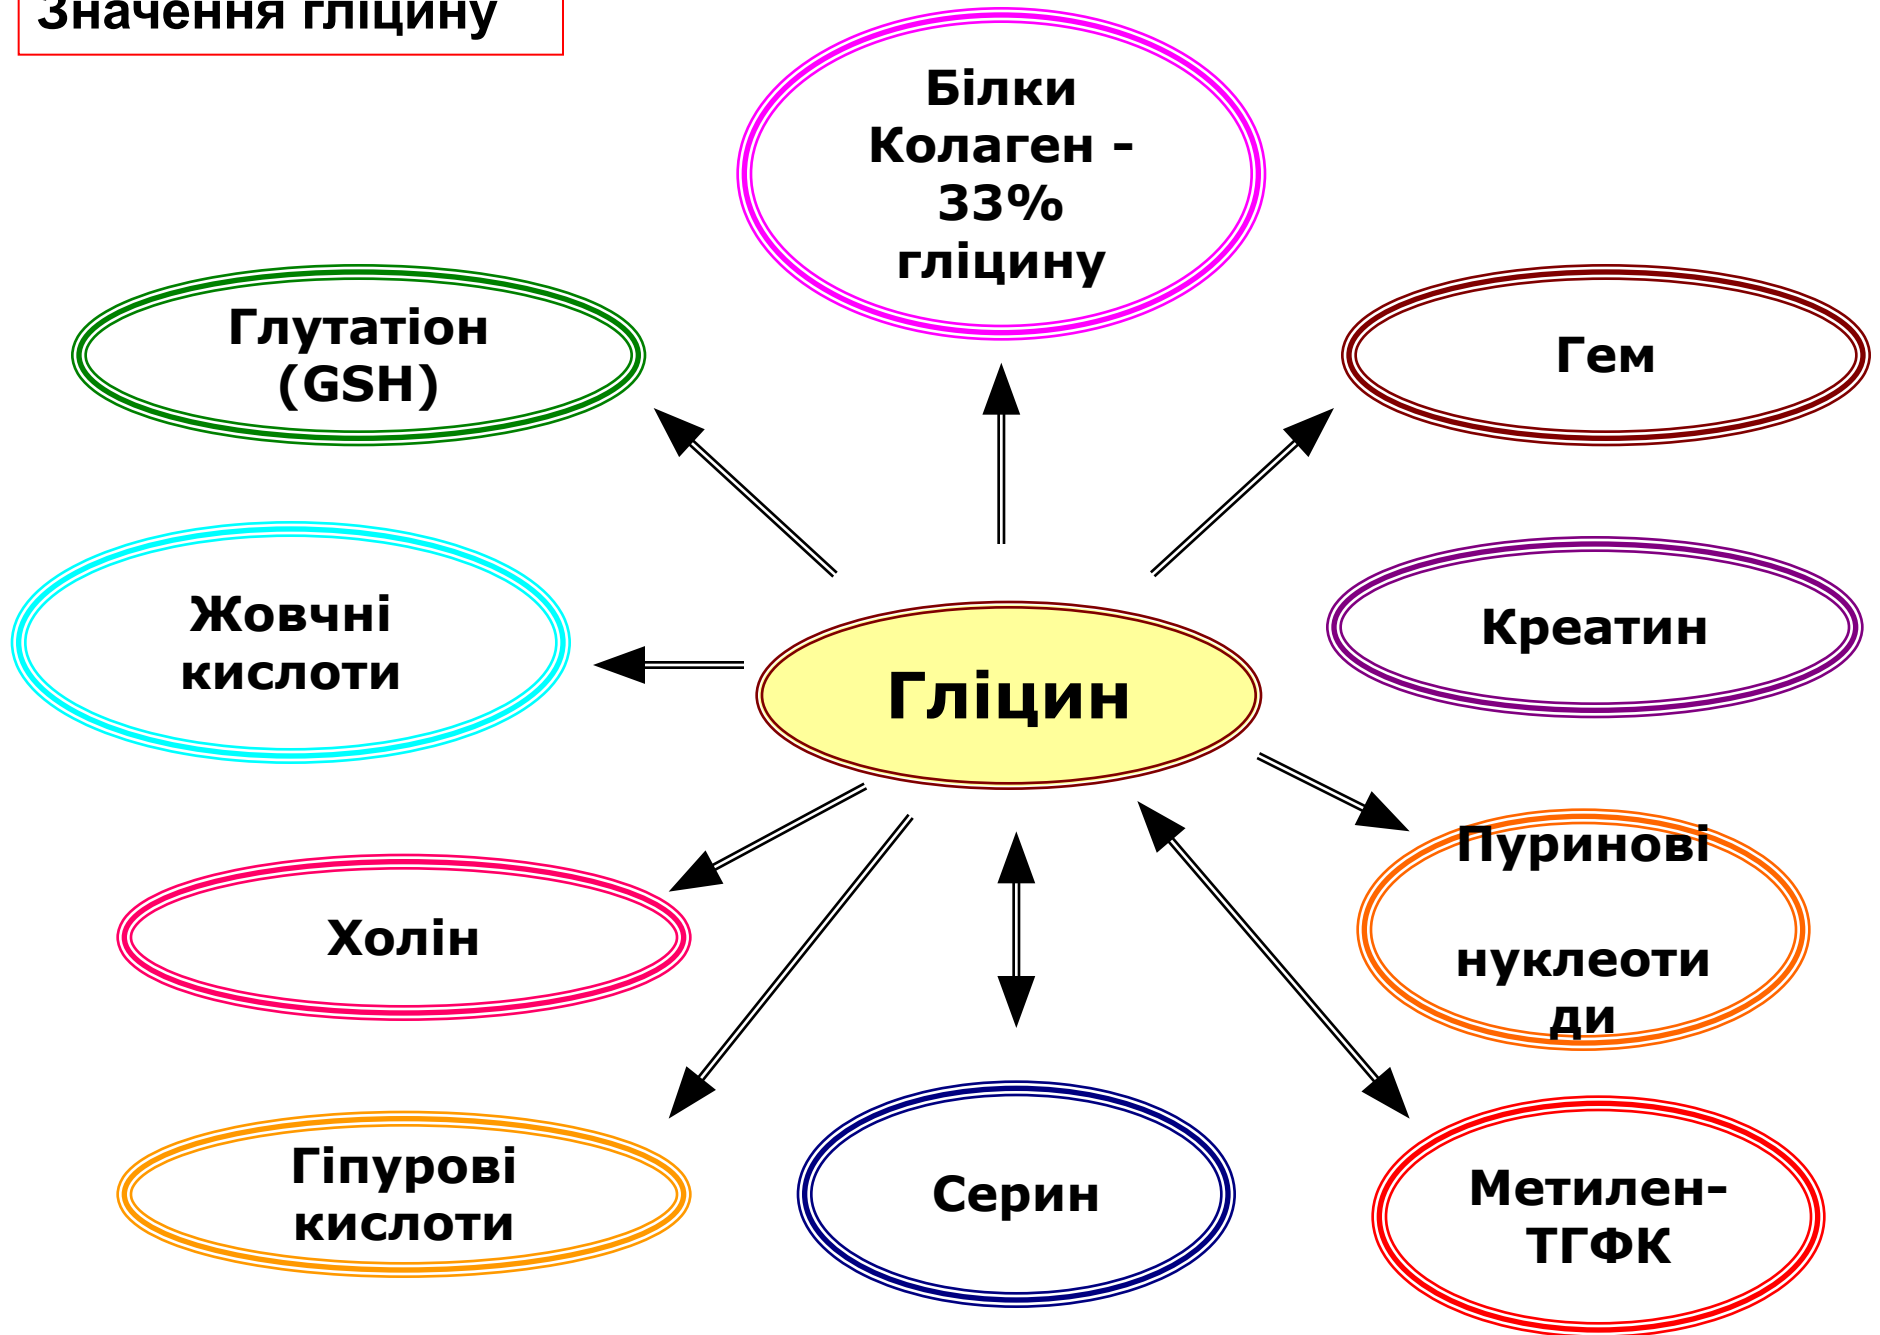 Значення гліцину
Білки
Колаген –
33%
гліцину
Глутатіон
(GSH)
Гем
Жовчні
кислоти
Креатин
Гліцин
Пуринові
нуклеоти
ди
Холін
Гіпурові
кислоти
Серин
Метилен–
ТГФК